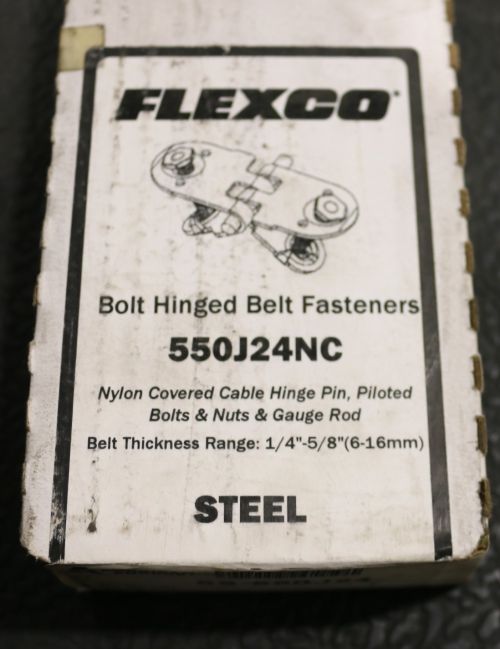 FLEXCO®
Bolt Hinged Belt Fasteners
550J24NC
Nylon Covered Cable Hinge Pin, Piloted
Bolts & Nuts & Gauge Rod
Belt Thickness Range: 1/4"-5/8"(6-16mm)
STEEL